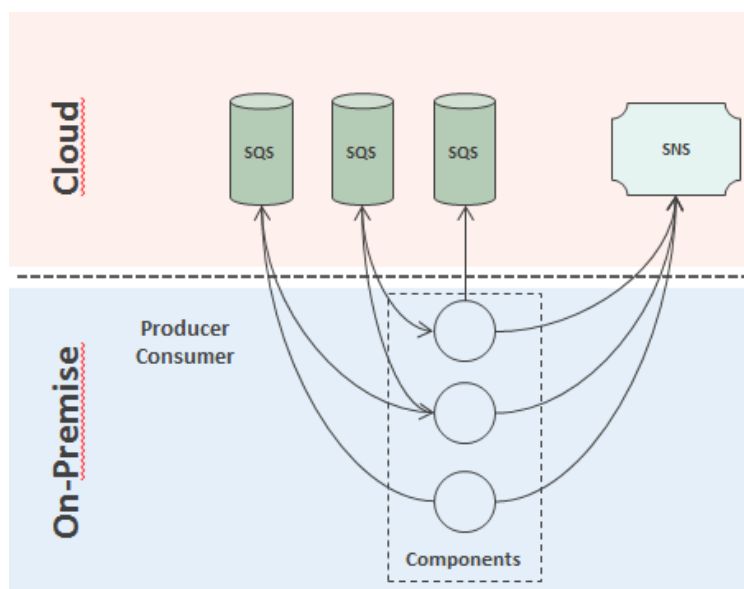 Cloud
SQS
SQS
SQS
SNS
On-Premise
Producer
Consumer
Components